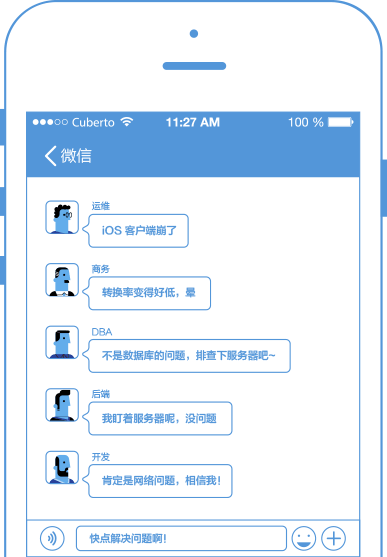 Cuberto 11:27 AM 100 %
微信
运维
iOS 客户端崩了
商务
转换率变得好低，晕
DBA
不是数据库的问题，排查下服务器吧~
后端
我盯着服务器呢，没问题
开发
肯定是网络问题，相信我！
快点解决问题啊！